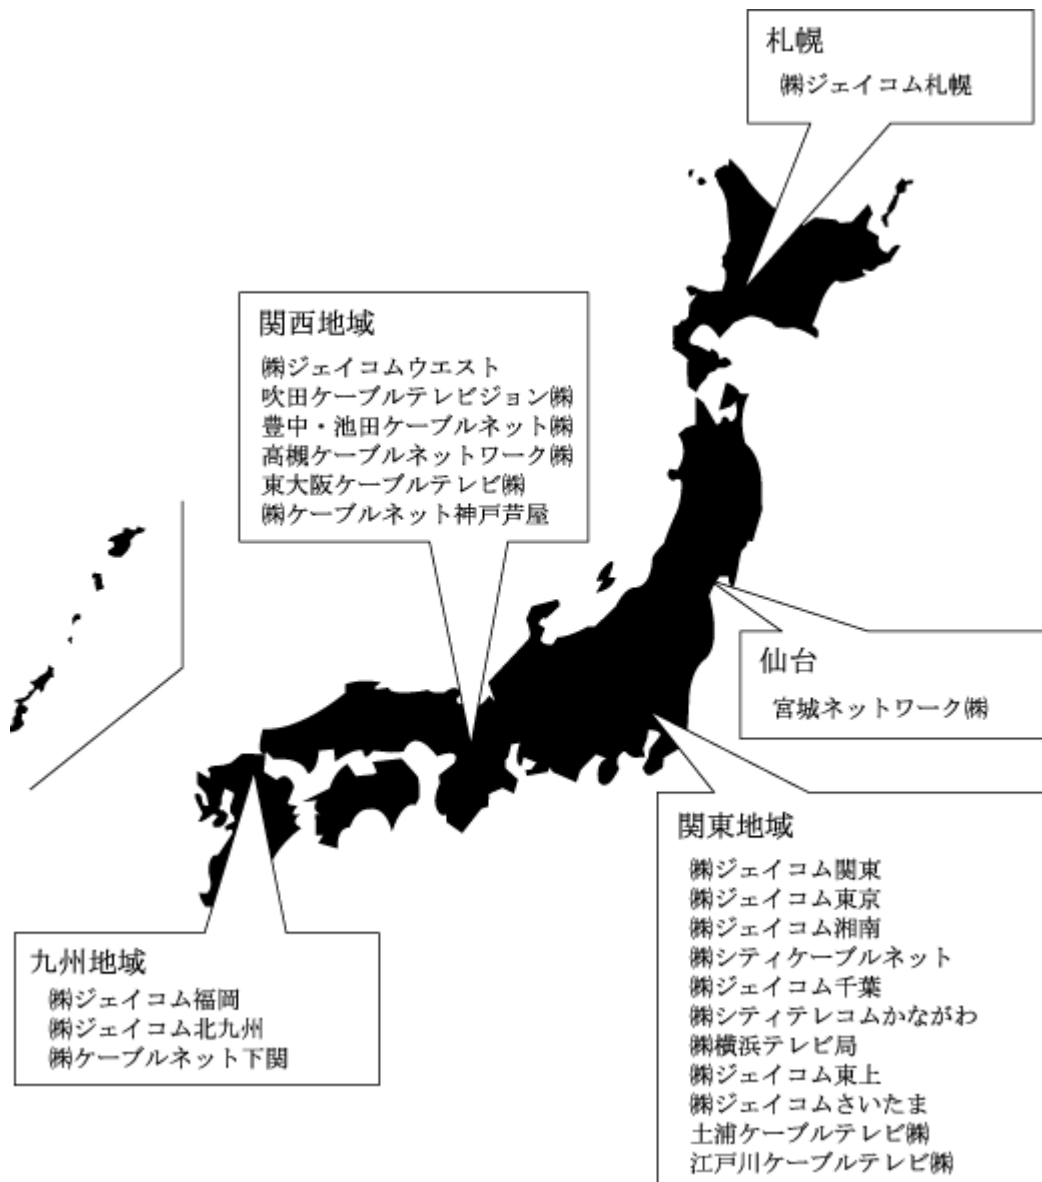 札幌
㈱ジェイコム札幌
関西地域
㈱ジェイコムウエスト
吹田ケーブルテレビジョン㈱
豊中・池田ケーブルネット㈱
高槻ケーブルネットワーク㈱
東大阪ケーブルテレビ㈱
㈱ケーブルネット神戸芦屋
仙台
宮城ネットワーク㈱
関東地域
㈱ジェイコム関東
㈱ジェイコム東京
㈱ジェイコム湘南
㈱シティケーブルネット
㈱ジェイコム千葉
㈱シティテレコムかながわ
㈱横浜テレビ局
㈱ジェイコム東上
㈱ジェイコムさいたま
土浦ケーブルテレビ㈱
江戸川ケーブルテレビ㈱
九州地域
㈱ジェイコム福岡
㈱ジェイコム北九州
㈱ケーブルネット下関